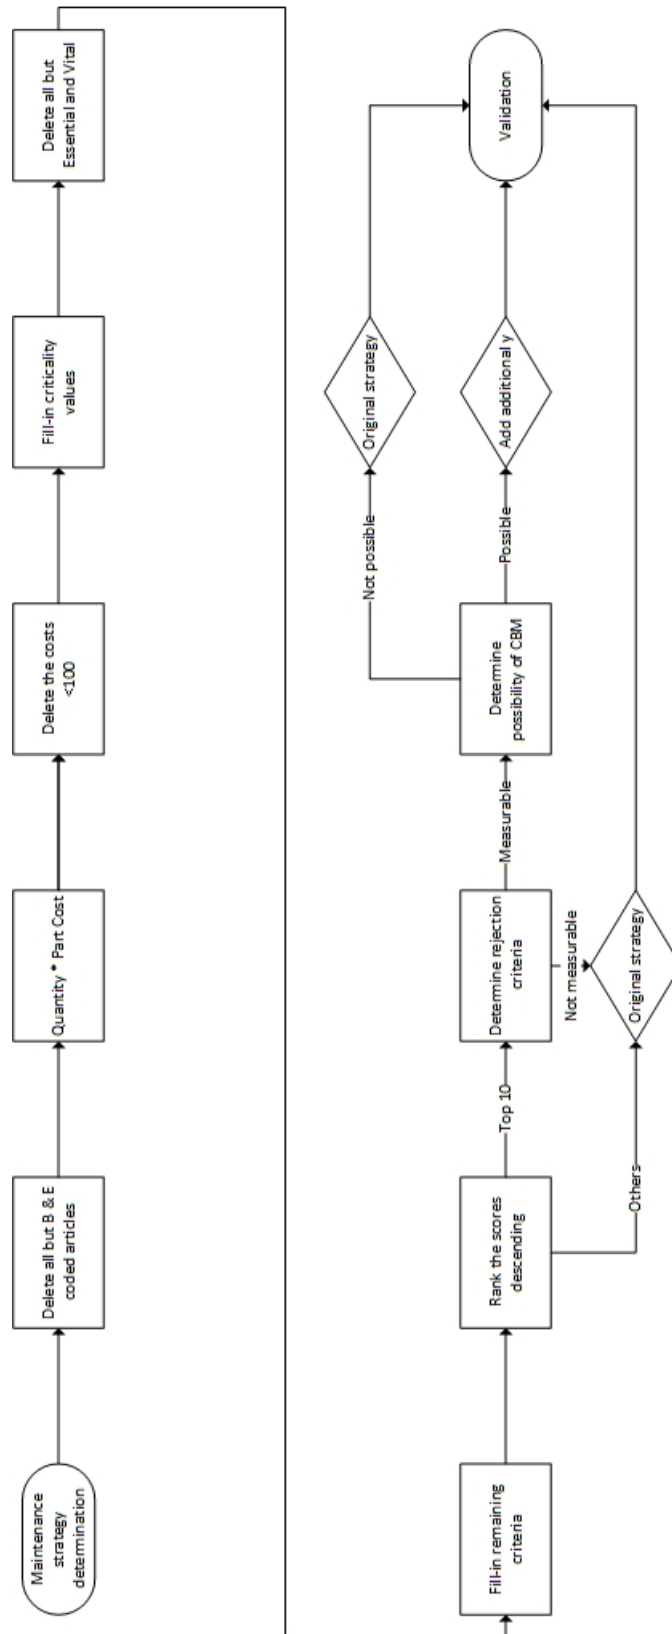 Maintenance
strategy
determination
Delete all but B & E
coded articles
Quantity * Part Cost
Delete the costs
<100
Fill-in criticality
values
Delete all but
Essential and Vital
Fill-in remaining
criteria
Rank the scores
descending
Top 10
Others
Determine rejection
criteria
Measurable
Not measurable
Original strategy
Determine
possibility of CBM
Not possible
Possible
Original strategy
Add additional y
Validation